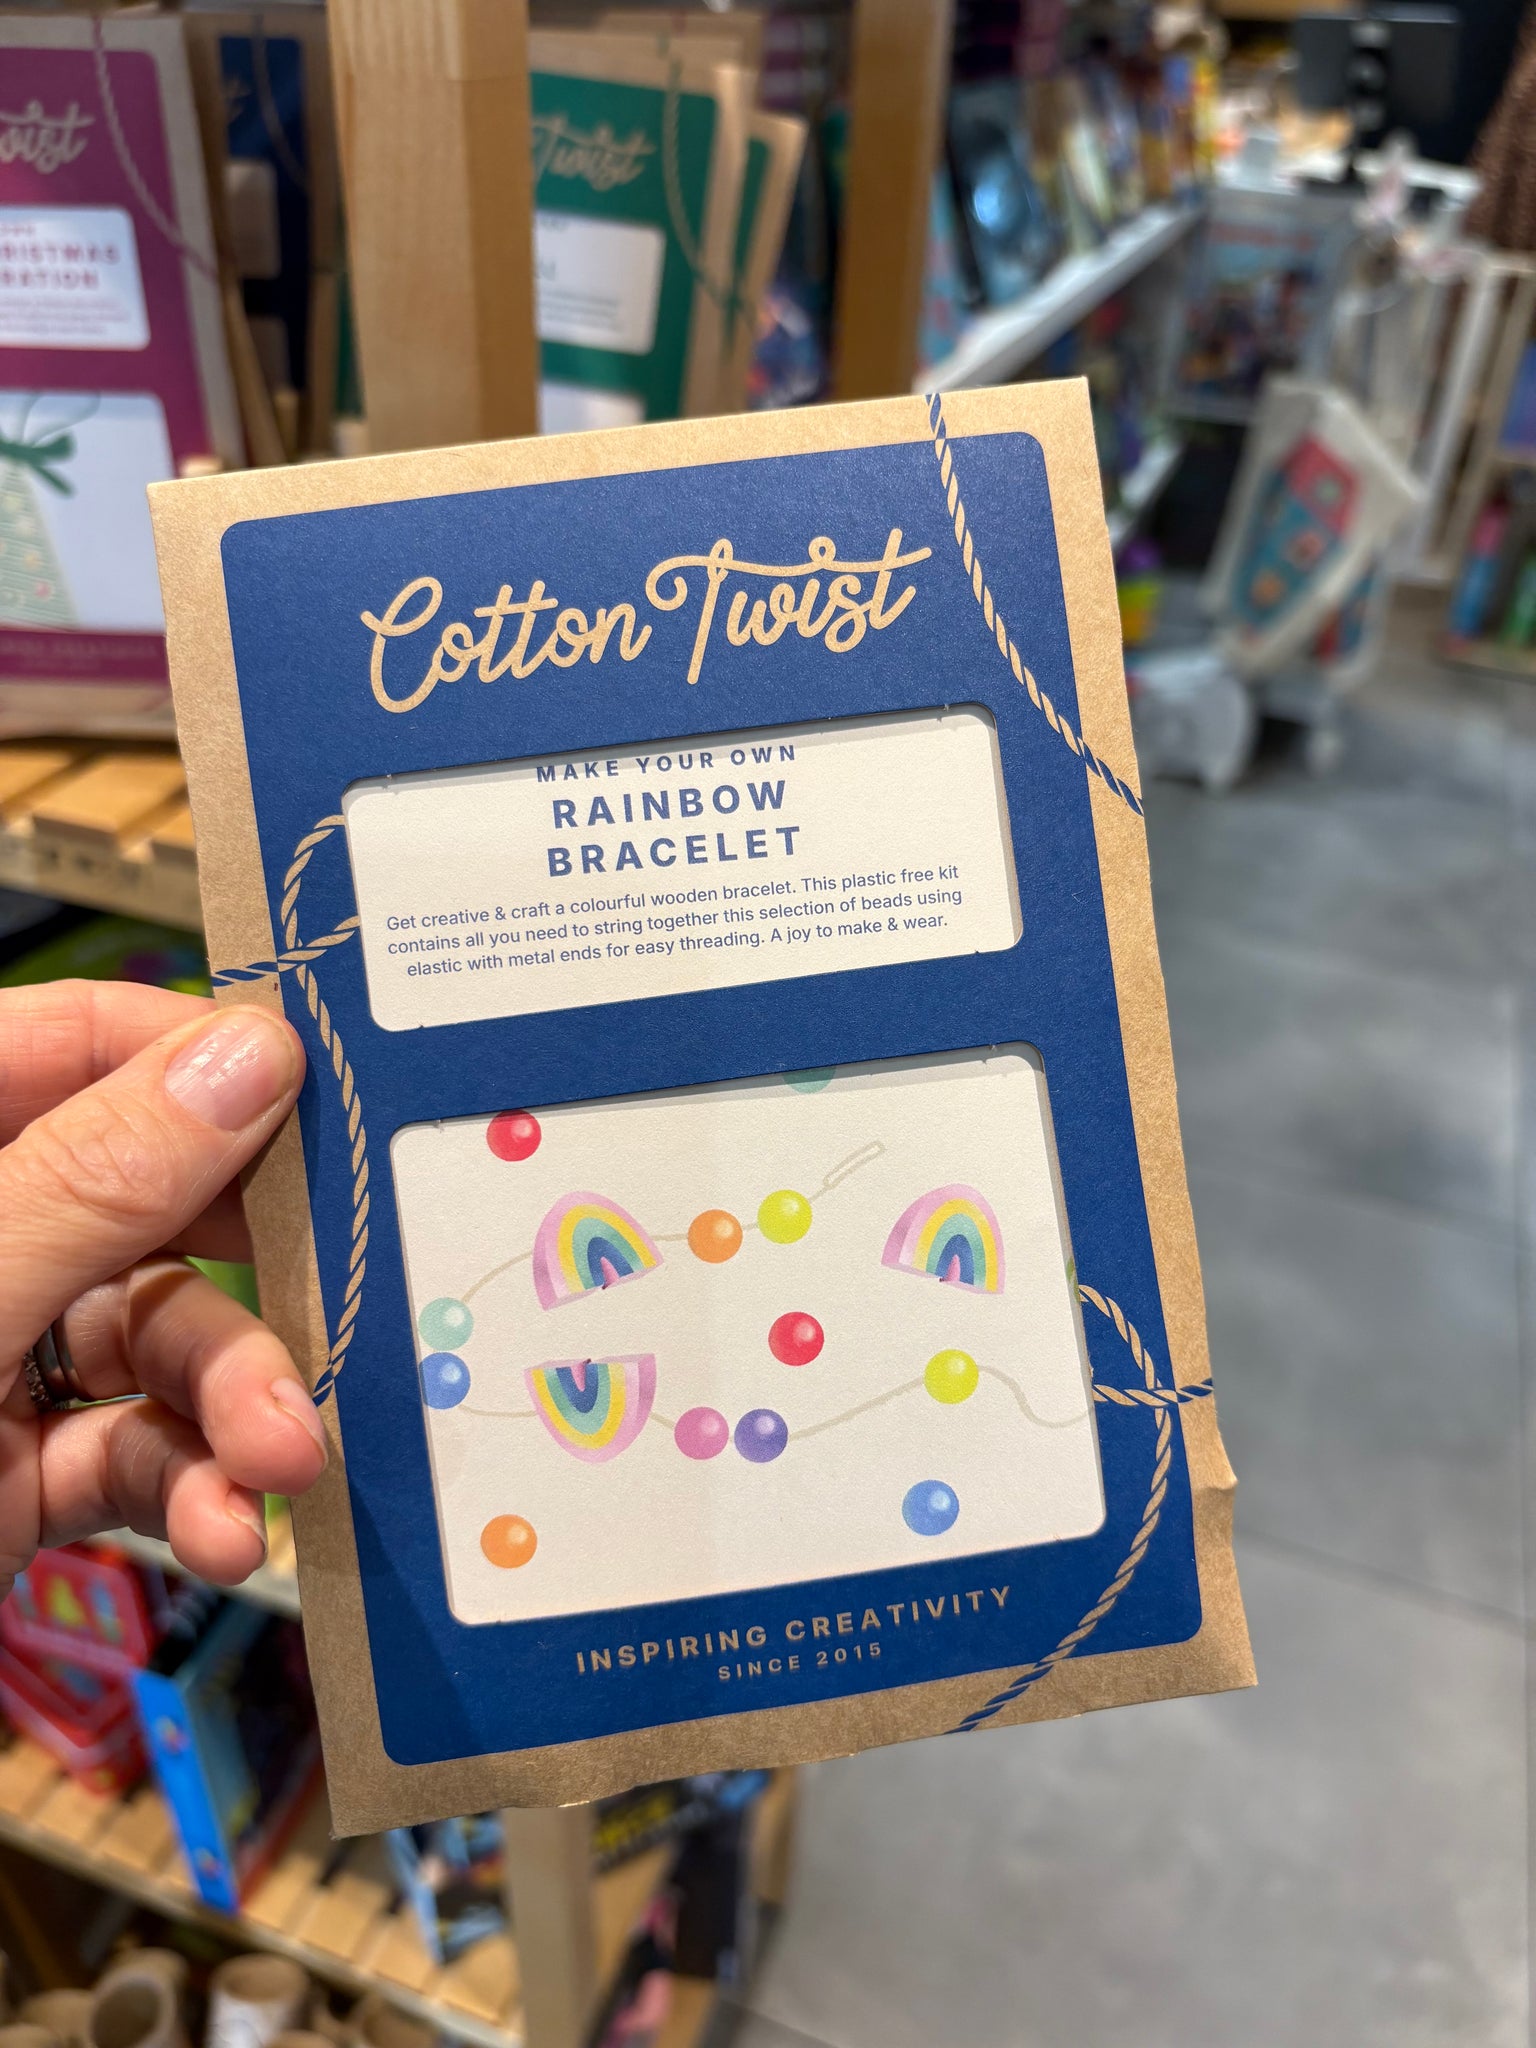 Twist
Cotton Twist
MAKE YOUR OWN
RAINBOW
BRACELET
Get creative & craft a colourful wooden bracelet. This plastic free kit
contains all you need to string together this selection of beads using
elastic with metal ends for easy threading. A joy to make & wear.
INSPIRING CREATIVITY
SINCE 2015